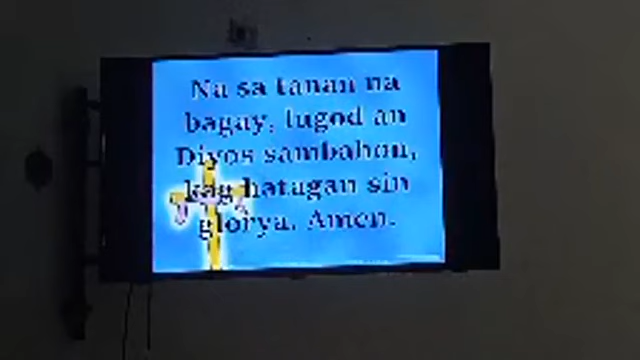 Na sa tanan na
bagay, lugod an
Diyos sambahon,
kag hatagan sin
glorya. Amen.